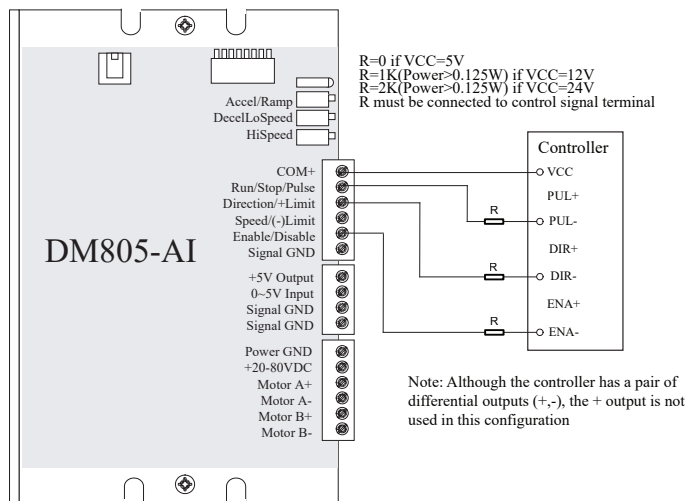 R=0 if VCC=5V
R=1K(Power>0.125W) if VCC=12V
R=2K(Power>0.125W) if VCC=24V
R must be connected to control signal terminal
Accel/Ramp
DecelLoSpeed
HiSpeed
COM+
Run/Stop/Pulse
Direction/+Limit
Speed/(-)Limit
Enable/Disable
Signal GND
DM805-AI
+5V Output
0~5V Input
Signal GND
Signal GND
Power GND
+20-80VDC
Motor A+
Motor A-
Motor B+
Motor B-
Controller
VCC
PUL+
R
PUL-
DIR+
R
DIR-
ENA+
R
ENA-
Note: Although the controller has a pair of
differential outputs (+,-), the + output is not
used in this configuration